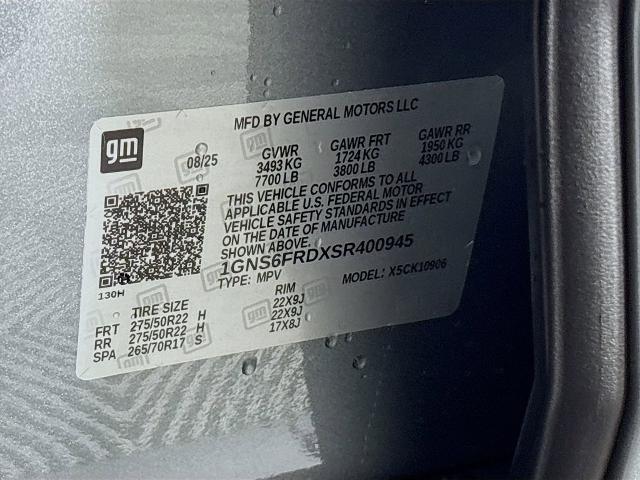 MFD BY GENERAL MOTORS LLC
gm
08/25
GVWR GAWR FRT GAWR RR
3493 KG 1724 KG 1950 KG
7700 LB 3800 LB 4300 LB
THIS VEHICLE CONFORMS TO ALL
APPLICABLE U.S. FEDERAL MOTOR
VEHICLE SAFETY STANDARDS IN EFFECT
ON THE DATE OF MANUFACTURE
SHOWN ABOVE.
1GNS6FRDXSR400945
TYPE: MPV MODEL: X5CK10906
130H
TIRE SIZE RIM
FRT 275/50R22 H 22X9J
RR 275/50R22 H 22X9J
SPA 265/70R17 S 17X8J